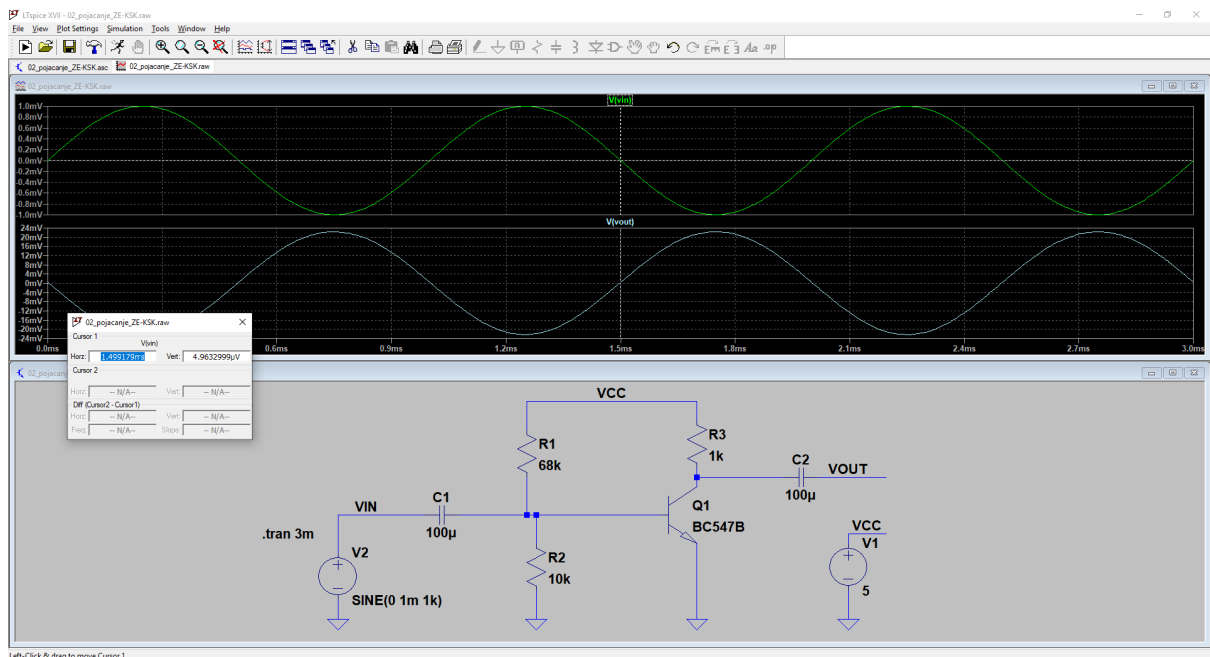 LTspice XVII - 02_pojacanje_ZE-KSK.raw
File View Plot Settings Simulation Tools Window Help
02_pojacanje_ZE-KSK.asc 02_pojacanje_ZE-KSK.raw
02_pojacanje_ZE-KSK.raw
V(vin)
1.0mV
0.8mV
0.6mV
0.4mV
0.2mV
0.0mV
-0.2mV
-0.4mV
-0.6mV
-0.8mV
-1.0mV
V(vout)
24mV
20mV
16mV
12mV
8mV
4mV
0mV
-4mV
-8mV
-12mV
-16mV
-20mV
-24mV
0.0ms 0.6ms 0.9ms 1.2ms 1.5ms 1.8ms 2.1ms 2.4ms 2.7ms 3.0ms
02_pojacanje_ZE-KSK.raw
Cursor 1
V(vin)
Horz: 1.499179ms Vert: 4.9632999µV
Cursor 2
Horz: -- N/A-- Vert: -- N/A--
Diff (Cursor2 - Cursor1)
Horz: -- N/A-- Vert: -- N/A--
Freq: -- N/A-- Slope: -- N/A--
VCC
R1
68k
R3
1k
C2
100µ
VOUT
VIN
C1
100µ
Q1
BC547B
.tran 3m
V2
SINE(0 1m 1k)
R2
10k
VCC
V1
5
Left-Click & drag to move Cursor 1